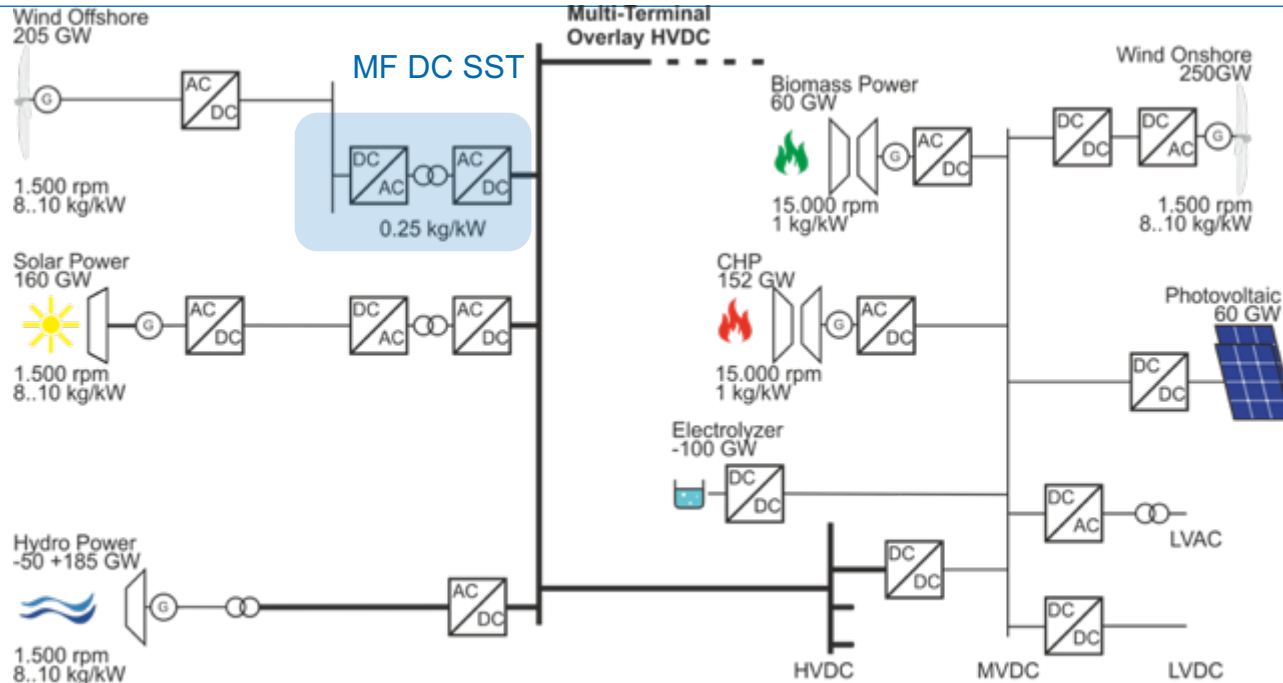 Wind Offshore
205 GW
G
AC
DC
1.500 rpm
8..10 kg/kW
MF DC SST
DC
AC
AC
DC
0.25 kg/kW
Multi-Terminal
Overlay HVDC
Solar Power
160 GW
G
AC
DC
DC
AC
AC
DC
1.500 rpm
8..10 kg/kW
Hydro Power
-50 +185 GW
G
AC
DC
1.500 rpm
8..10 kg/kW
Biomass Power
60 GW
G
AC
DC
15.000 rpm
1 kg/kW
Wind Onshore
250GW
DC
DC
DC
AC
G
1.500 rpm
8..10 kg/kW
CHP
152 GW
G
AC
DC
15.000 rpm
1 kg/kW
Photovoltaic
60 GW
DC
DC
Electrolyzer
-100 GW
DC
DC
DC
AC
LVAC
DC
DC
DC
DC
HVDC
MVDC
LVDC